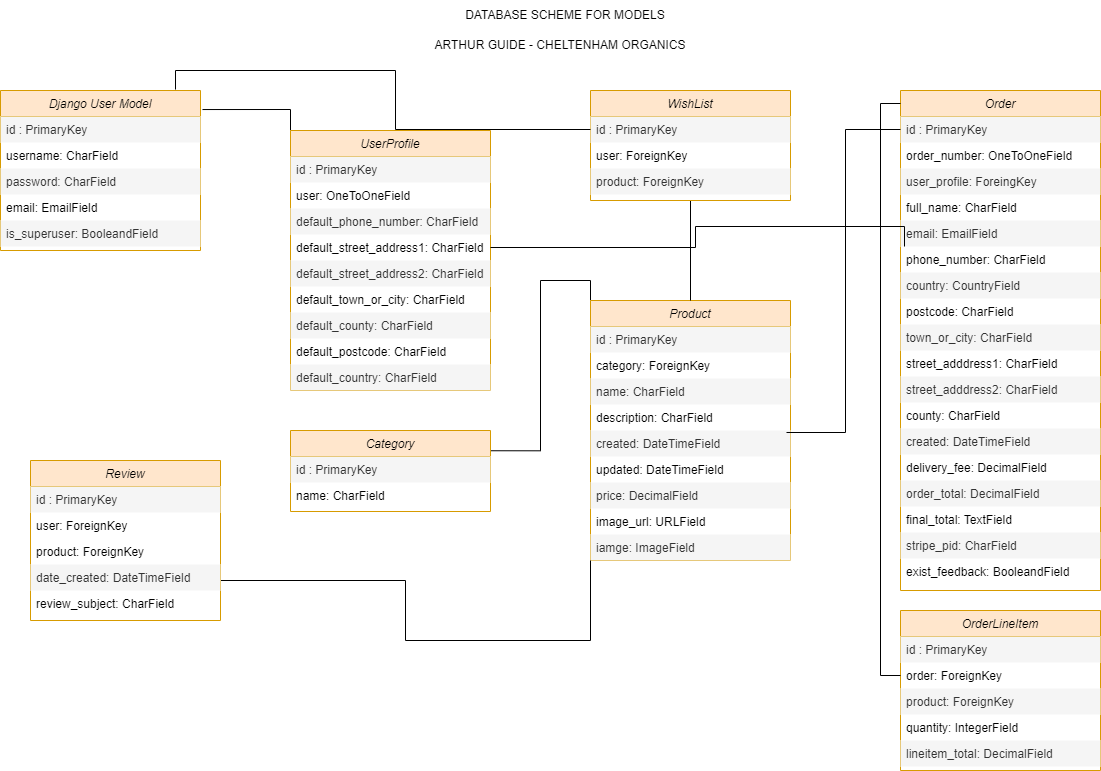 DATABASE SCHEME FOR MODELS
ARTHUR GUIDE - CHELTENHAM ORGANICS
Django User Model
id : PrimaryKey
username: CharField
password: CharField
email: EmailField
is_superuser: BooleandField
UserProfile
id : PrimaryKey
user: OneToOneField
default_phone_number: CharField
default_street_address1: CharField
default_street_address2: CharField
default_town_or_city: CharField
default_county: CharField
default_postcode: CharField
default_country: CharField
WishList
id : PrimaryKey
user: ForeignKey
product: ForeignKey
Order
id : PrimaryKey
order_number: OneToOneField
user_profile: ForeingKey
full_name: CharField
email: EmailField
phone_number: CharField
country: CountryField
postcode: CharField
town_or_city: CharField
street_adddress1: CharField
street_adddress2: CharField
county: CharField
created: DateTimeField
delivery_fee: DecimalField
order_total: DecimalField
final_total: TextField
stripe_pid: CharField
exist_feedback: BooleandField
Product
id : PrimaryKey
category: ForeignKey
name: CharField
description: CharField
created: DateTimeField
updated: DateTimeField
price: DecimalField
image_url: URLField
iamge: ImageField
Category
id : PrimaryKey
name: CharField
Review
id : PrimaryKey
user: ForeignKey
product: ForeignKey
date_created: DateTimeField
review_subject: CharField
OrderLineItem
id : PrimaryKey
order: ForeignKey
product: ForeignKey
quantity: IntegerField
lineitem_total: DecimalField